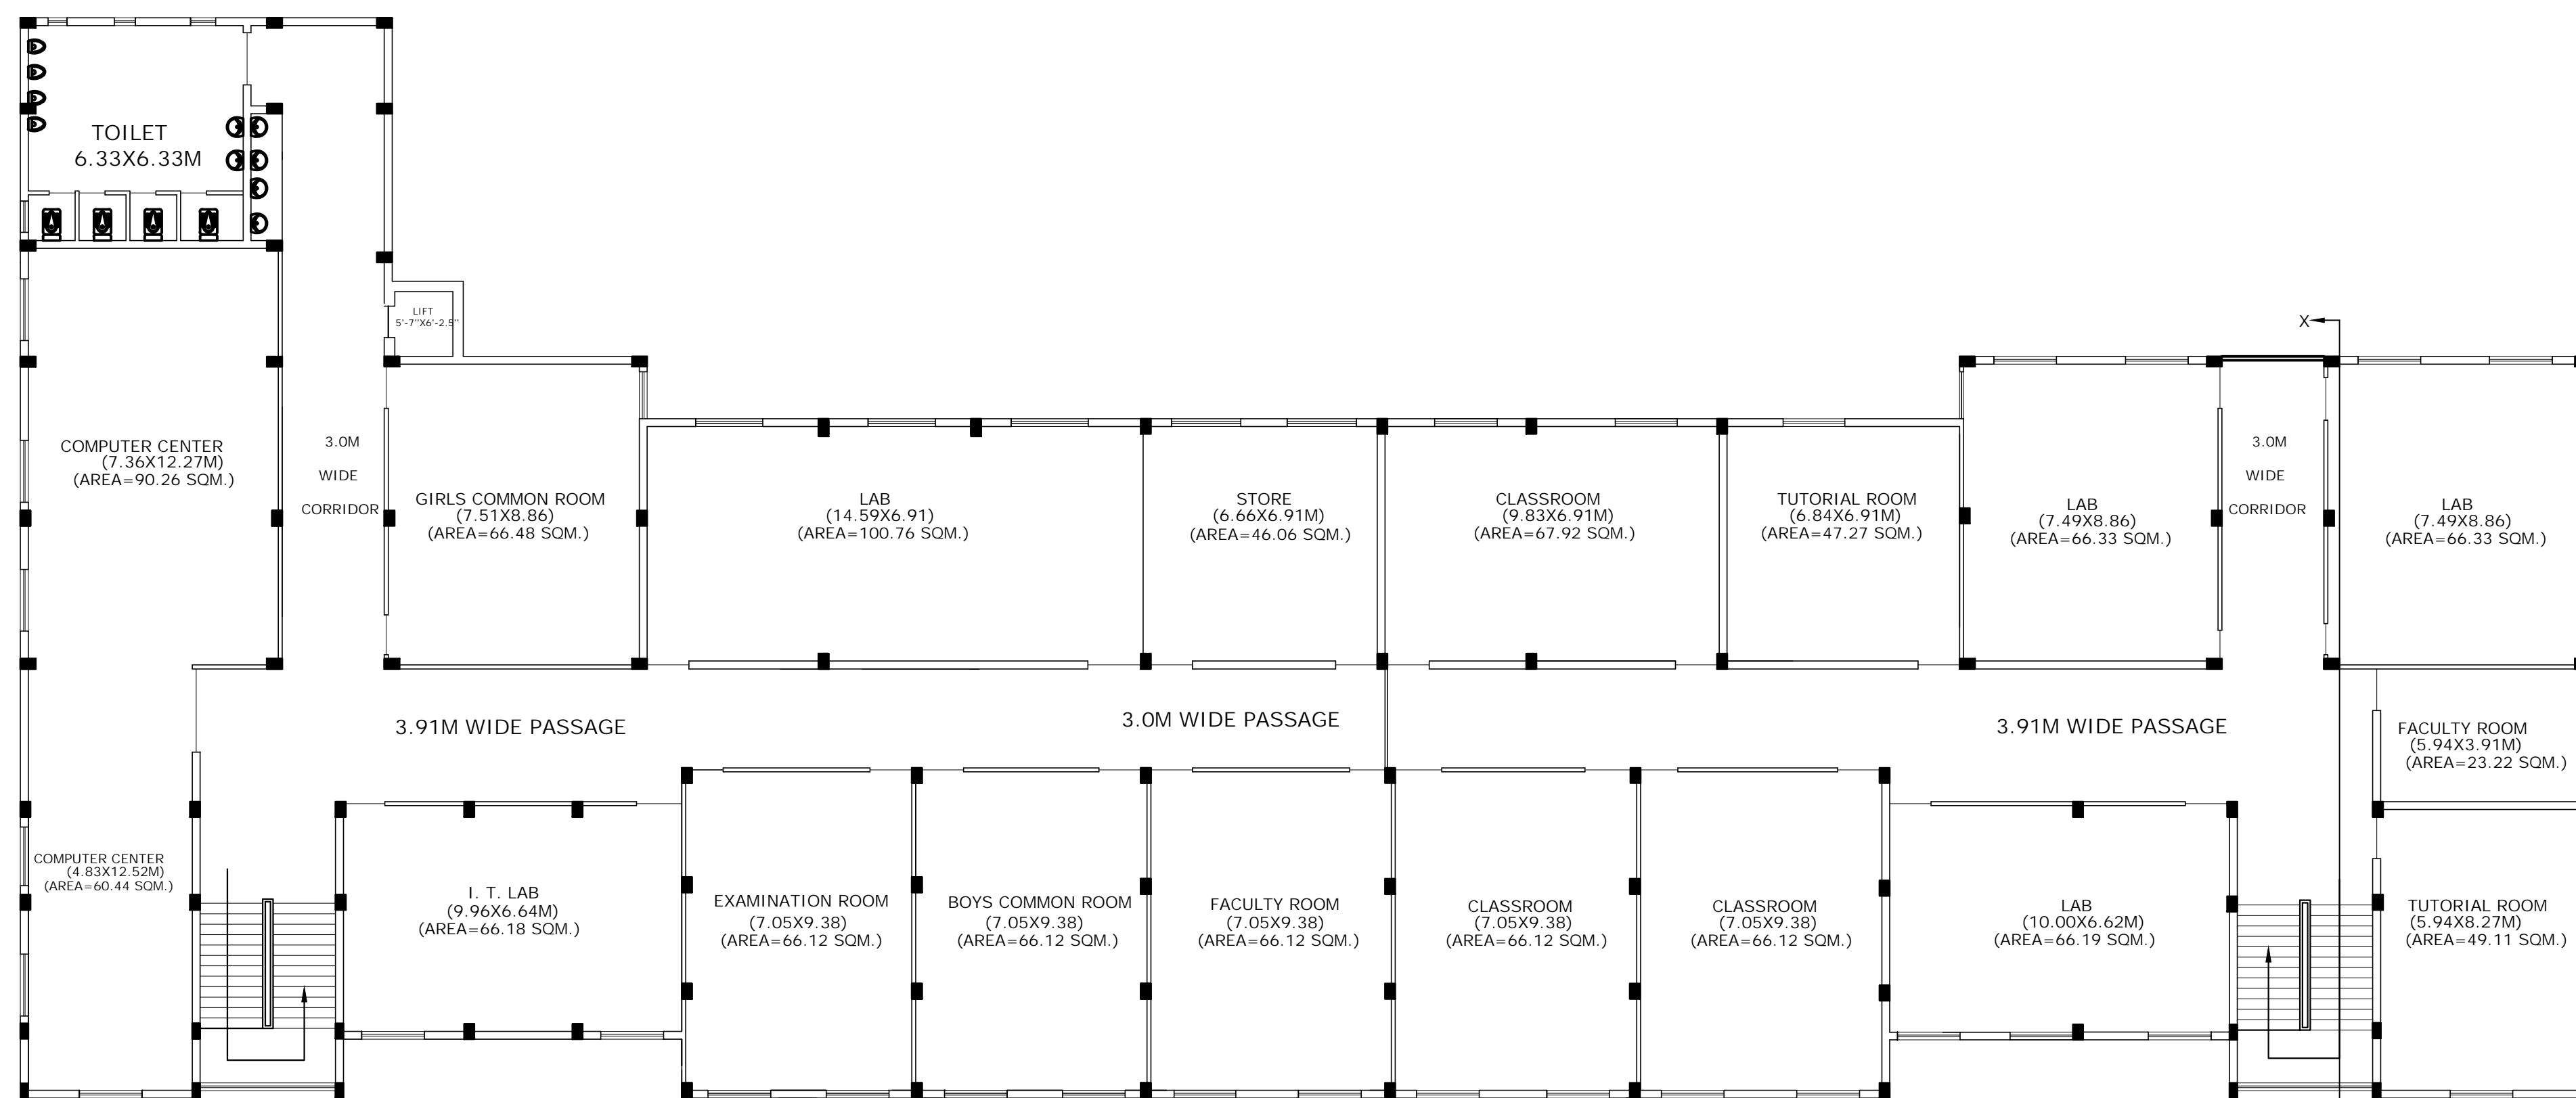 TOILET
6.33X6.33M
LIFT
5'-7"X6'-2.5"
X
COMPUTER CENTER
(7.36X12.27M)
(AREA=90.26 SQM.)
3.0M
WIDE
CORRIDOR
GIRLS COMMON ROOM
(7.51X8.86)
(AREA=66.48 SQM.)
LAB
(14.59X6.91)
(AREA=100.76 SQM.)
STORE
(6.66X6.91M)
(AREA=46.06 SQM.)
CLASSROOM
(9.83X6.91M)
(AREA=67.92 SQM.)
TUTORIAL ROOM
(6.84X6.91M)
(AREA=47.27 SQM.)
LAB
(7.49X8.86)
(AREA=66.33 SQM.)
3.0M
WIDE
CORRIDOR
LAB
(7.49X8.86)
(AREA=66.33 SQM.)
3.91M WIDE PASSAGE
3.0M WIDE PASSAGE
3.91M WIDE PASSAGE
FACULTY ROOM
(5.94X3.91M)
(AREA=23.22 SQM.)
COMPUTER CENTER
(4.83X12.52M)
(AREA=60.44 SQM.)
I. T. LAB
(9.96X6.64M)
(AREA=66.18 SQM.)
EXAMINATION ROOM
(7.05X9.38)
(AREA=66.12 SQM.)
BOYS COMMON ROOM
(7.05X9.38)
(AREA=66.12 SQM.)
FACULTY ROOM
(7.05X9.38)
(AREA=66.12 SQM.)
CLASSROOM
(7.05X9.38)
(AREA=66.12 SQM.)
CLASSROOM
(7.05X9.38)
(AREA=66.12 SQM.)
LAB
(10.00X6.62M)
(AREA=66.19 SQM.)
TUTORIAL ROOM
(5.94X8.27M)
(AREA=49.11 SQM.)